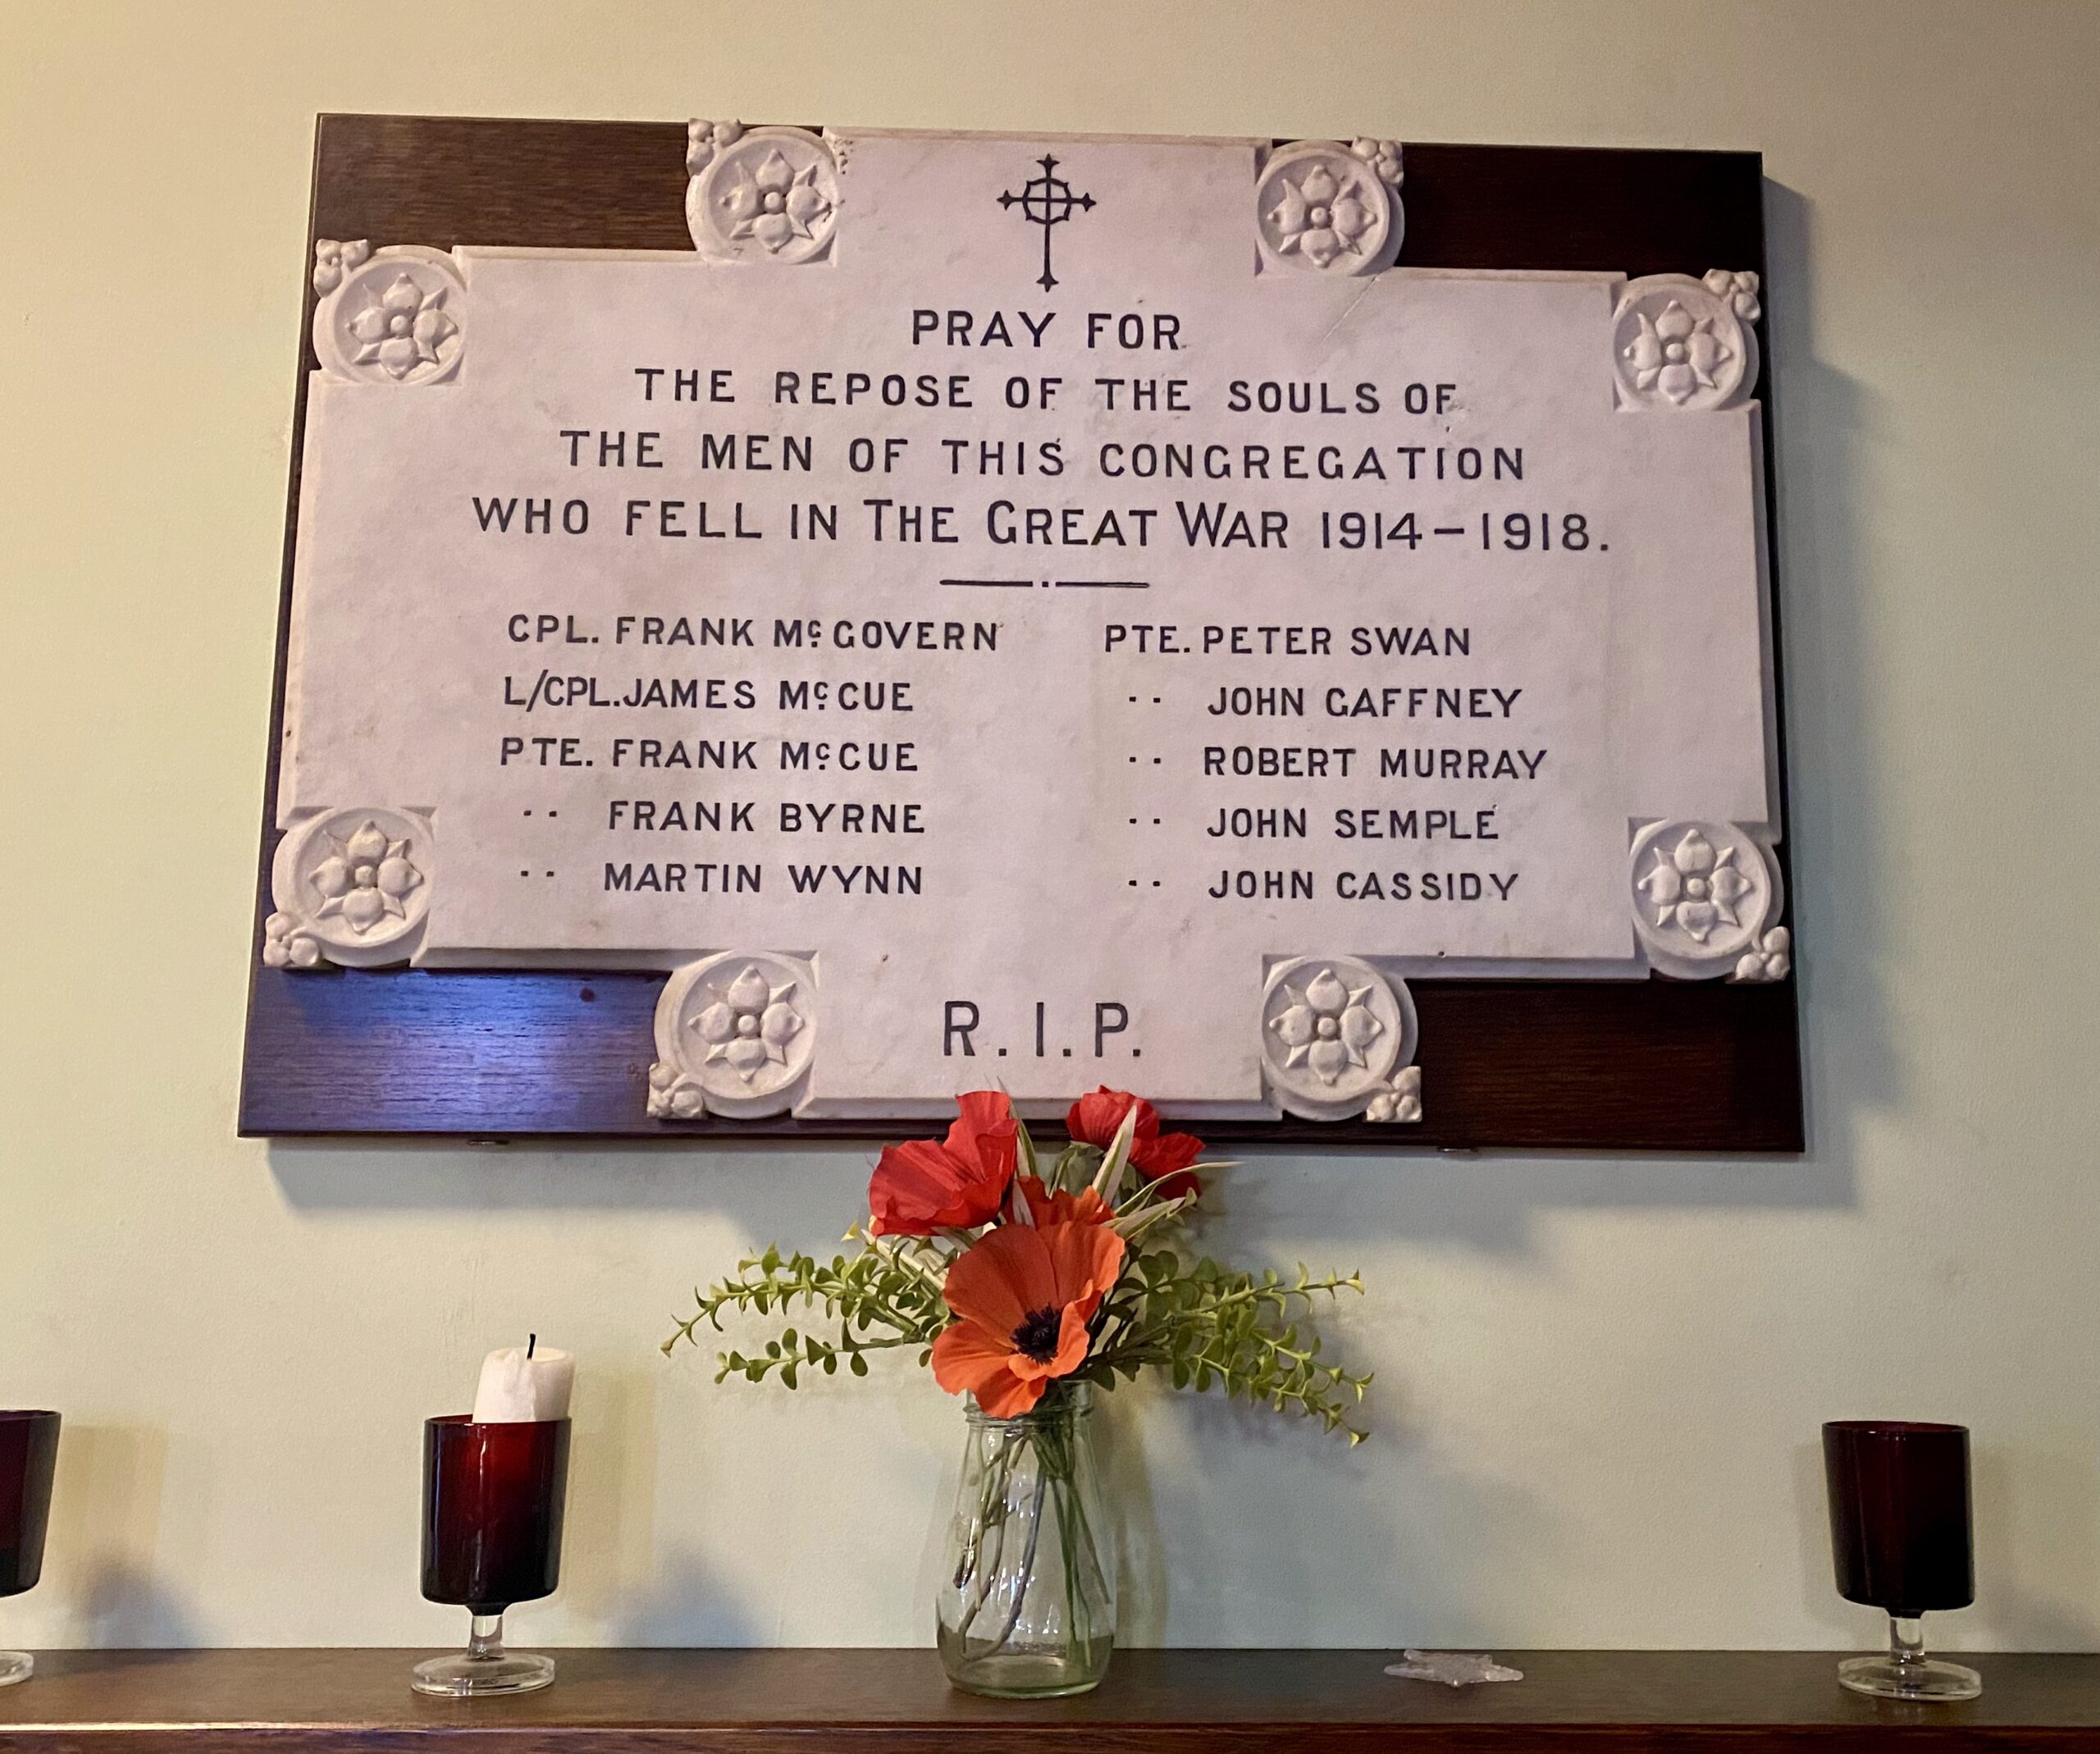 PRAY FOR
THE REPOSE OF THE SOULS OF
THE MEN OF THIS CONGREGATION
WHO FELL IN THE GREAT WAR 1914–1918.
CPL. FRANK McGOVERN
L/CPL. JAMES McCUE
PTE. FRANK McCUE
·· FRANK BYRNE
·· MARTIN WYNN
PTE. PETER SWAN
·· JOHN GAFFNEY
·· ROBERT MURRAY
·· JOHN SEMPLE
·· JOHN CASSIDY
R.I.P.